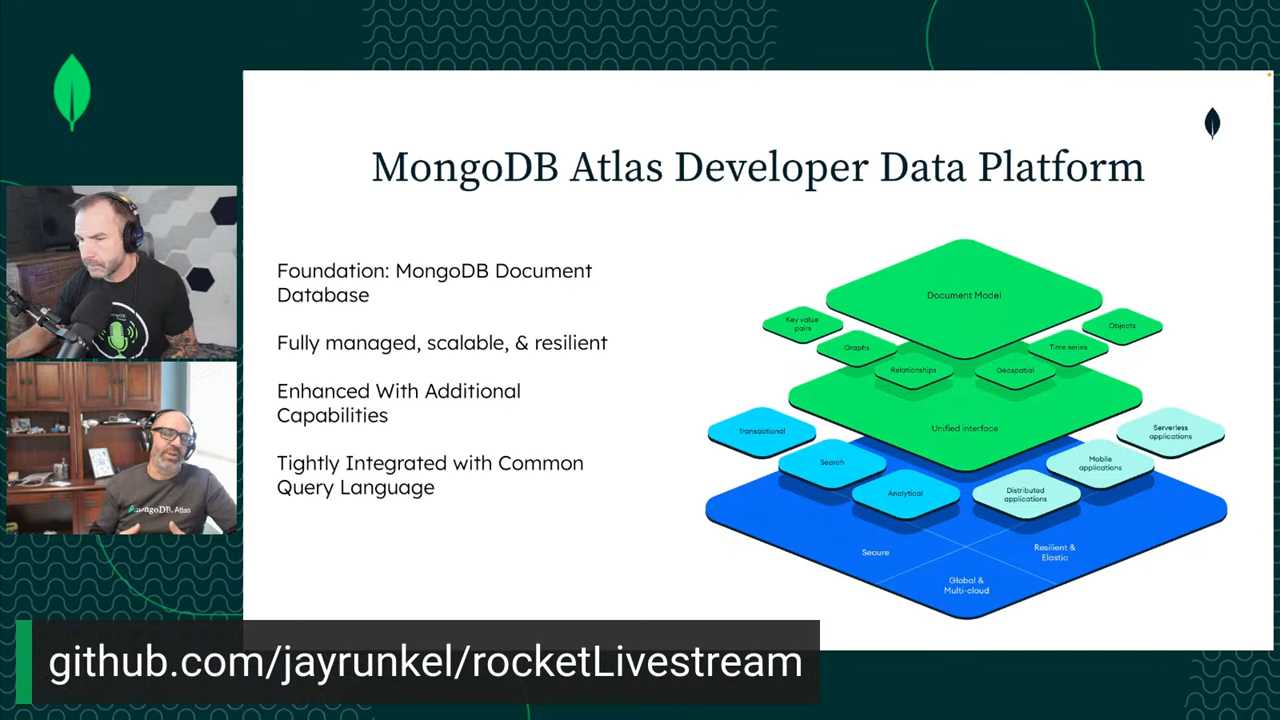 MongoDB Atlas Developer Data Platform
Foundation: MongoDB Document
Database
Fully managed, scalable, & resilient
Enhanced With Additional
Capabilities
Tightly Integrated with Common
Query Language
Document Model
Key value
pairs
Objects
Graphs
Time series
Relationships
Geospatial
Unified interface
Transactional
Serverless
applications
Search
Mobile
applications
Analytical
Distributed
applications
Secure
Resilient &
Elastic
Global &
Multi-cloud
MongoDB. Atlas
github.com/jayrunkel/rocketLivestream